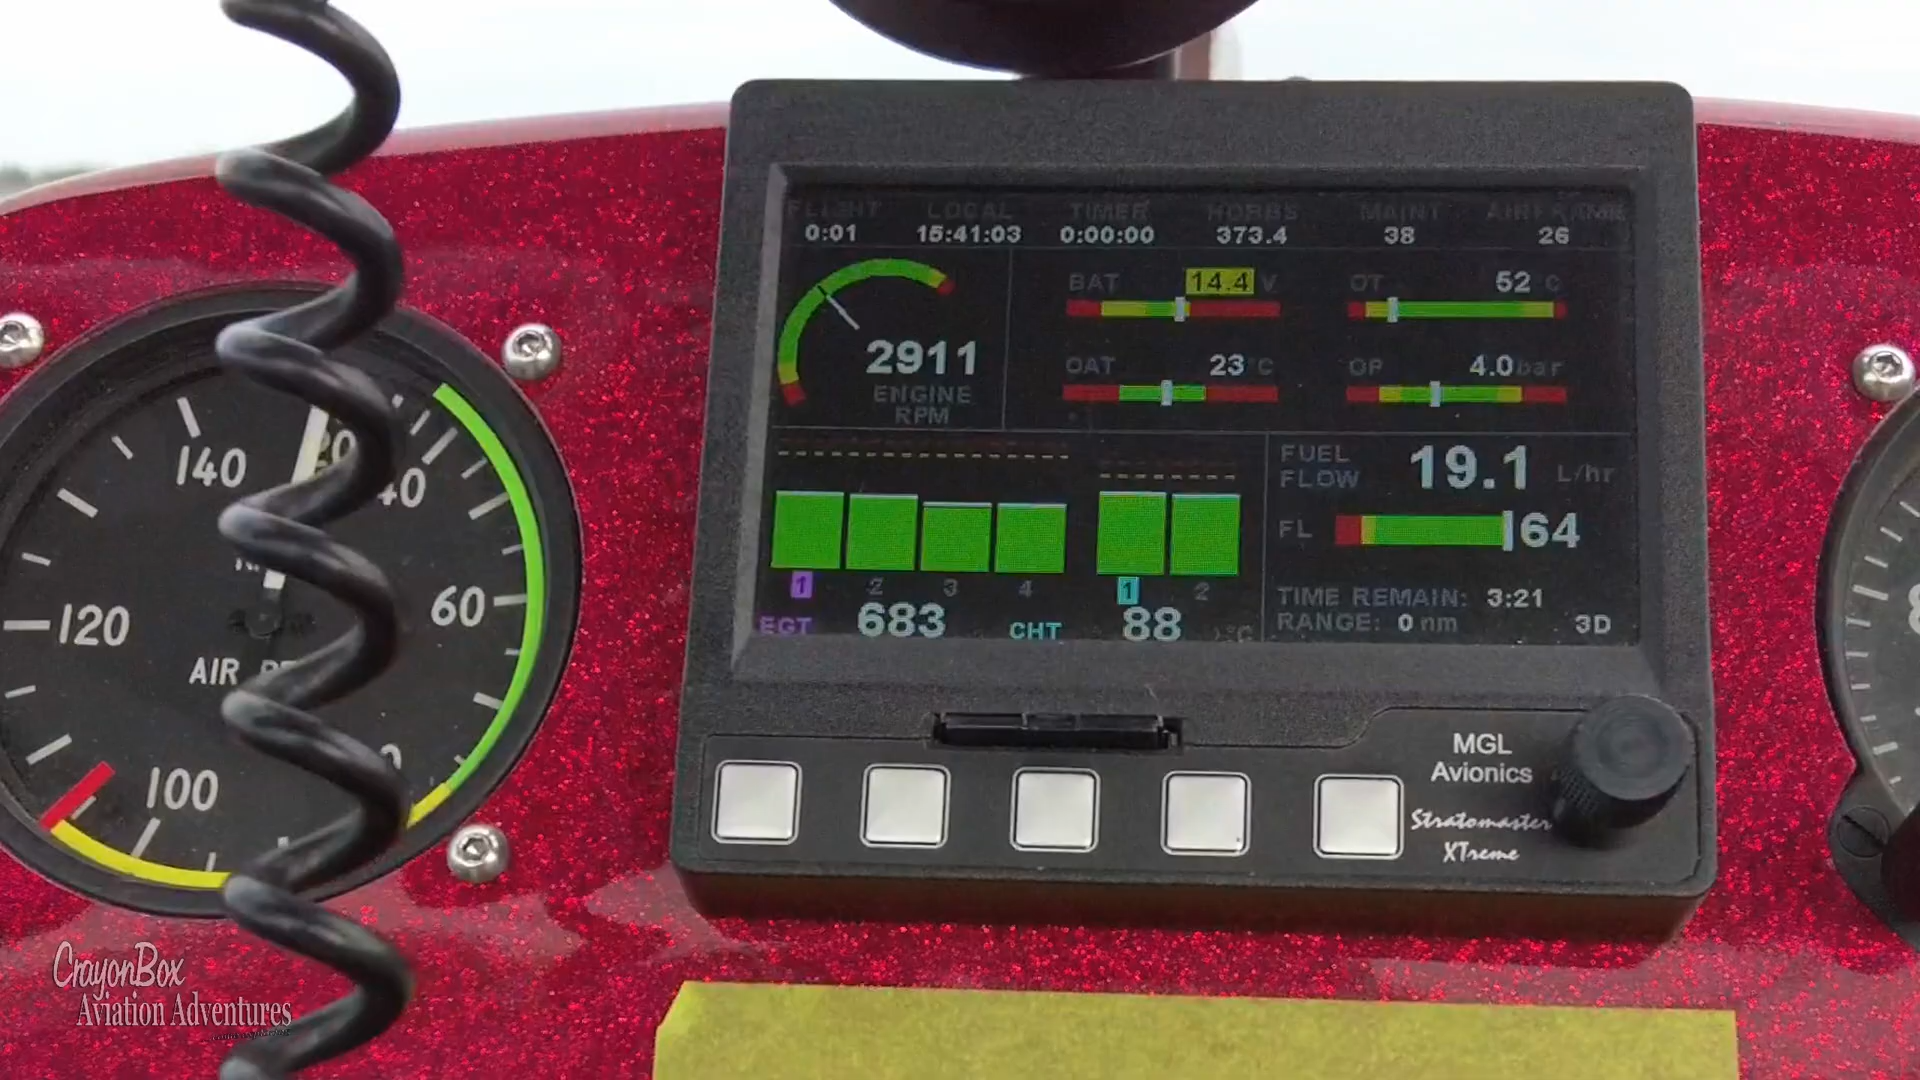 FLIGHT LOCAL TIMER HOBBS MAINT AIRFRAME
0:01 15:41:03 0:00:00 373.4 38 26
BAT 14.4 V OT 52 C
2911
ENGINE
RPM
OAT 23 °C OP 4.0 bar
FUEL
FLOW 19.1 L/hr
FL 64
1 2 3 4 1 2
EGT 683 CHT 88 °C
TIME REMAIN: 3:21
RANGE: 0 nm 3D
140
40
60
120
AIR
100
MGL
Avionics
Stratomaster
XTreme
CrayonBox
Aviation Adventures